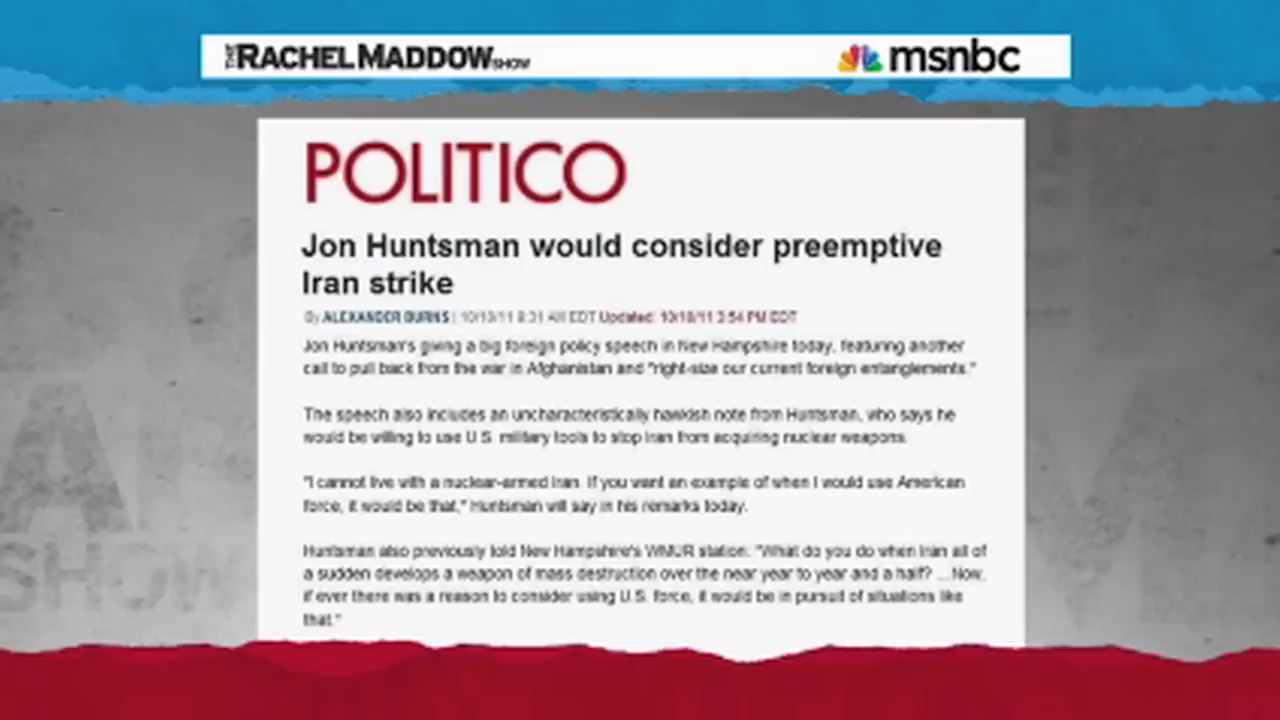 THE RACHEL MADDOW SHOW
msnbc
POLITICO
Jon Huntsman would consider preemptive
Iran strike
By ALEXANDER BURNS | 10/10/11 AM EDT Updated: 10/10/11 PM EDT
Jon Huntsman's giving a big foreign policy speech in New Hampshire today, featuring another
call to pull back from the war in Afghanistan and "right-size our current foreign entanglements."
The speech also includes an uncharacteristically hawkish note from Huntsman, who says he
would be willing to use U.S. military tools to stop Iran from acquiring nuclear weapons.
"I cannot live with a nuclear-armed Iran. If you want an example of when I would use American
force, it would be that," Huntsman will say in his remarks today.
Huntsman also previously told New Hampshire's WMUR station: "What do you do when Iran all of
a sudden develops a weapon of mass destruction over the near year to year and a half? ... Now,
if ever there was a reason to consider using U.S. force, it would be in pursuit of situations like
that."
SHOW